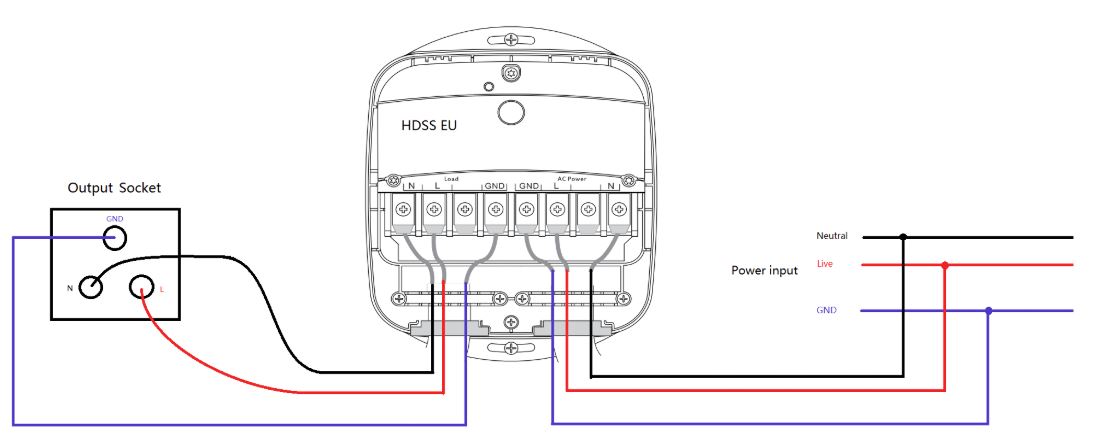 HDSS EU
Load AC Power
N L GND GND L N
Output Socket
GND
N L
Neutral
Live
Power input
GND